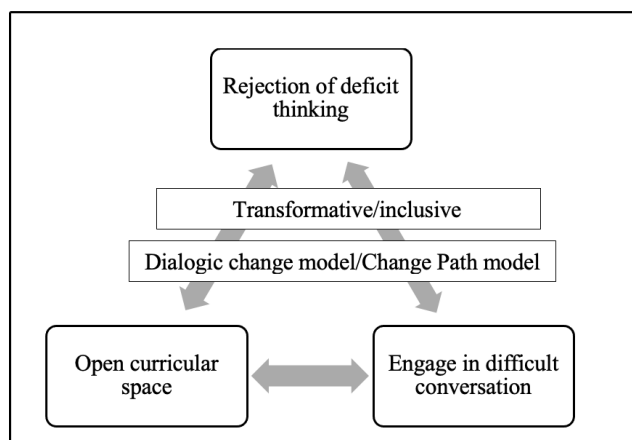 Rejection of deficit
thinking
Transformative/inclusive
Dialogic change model/Change Path model
Open curricular
space
Engage in difficult
conversation